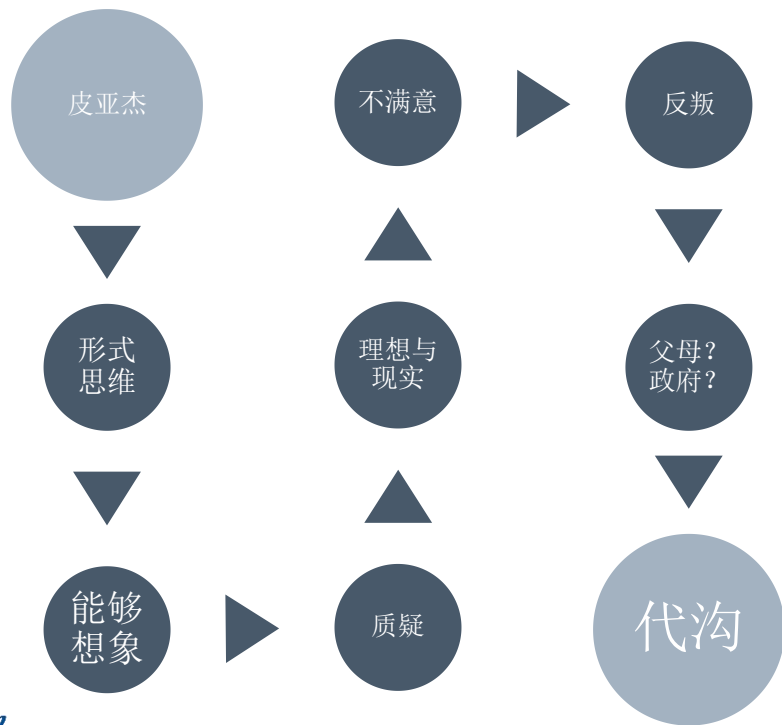 皮亚杰
形式
思维
能够
想象
质疑
理想与
现实
不满意
反叛
父母?
政府?
代沟